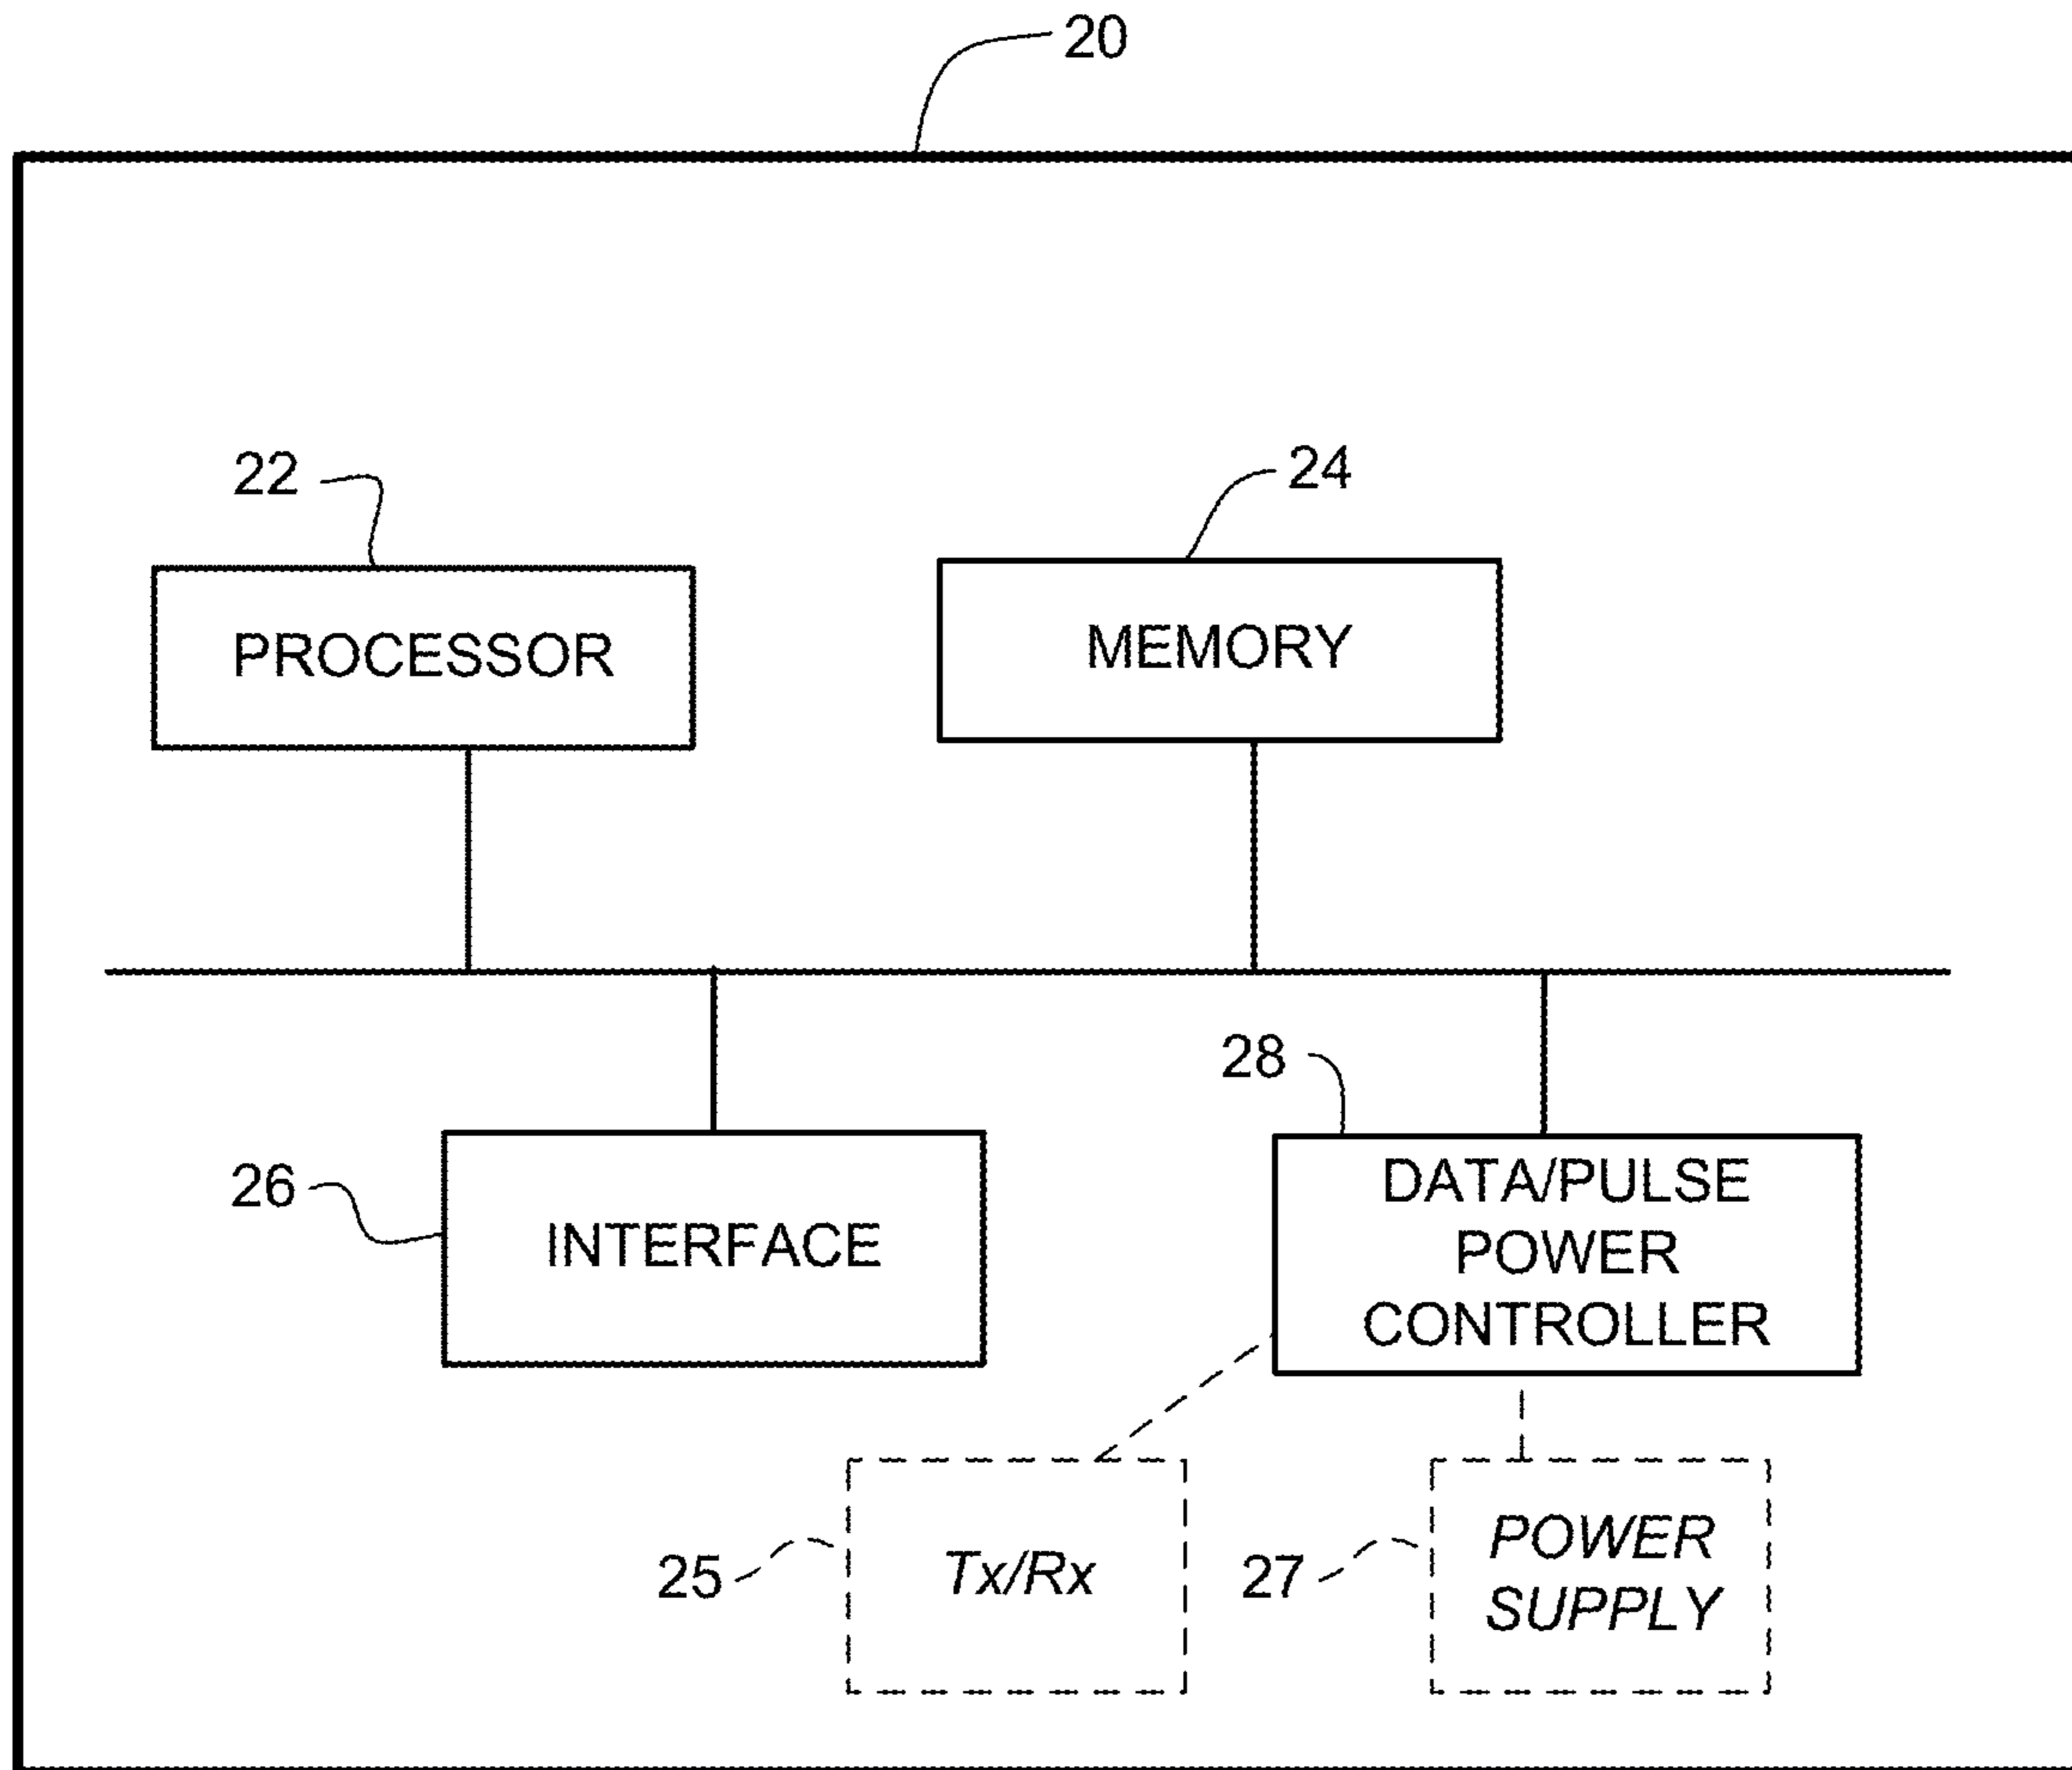 20
22
24
PROCESSOR
MEMORY
28
26
INTERFACE
DATA/PULSE
POWER
CONTROLLER
25
Tx/Rx
27
POWER
SUPPLY